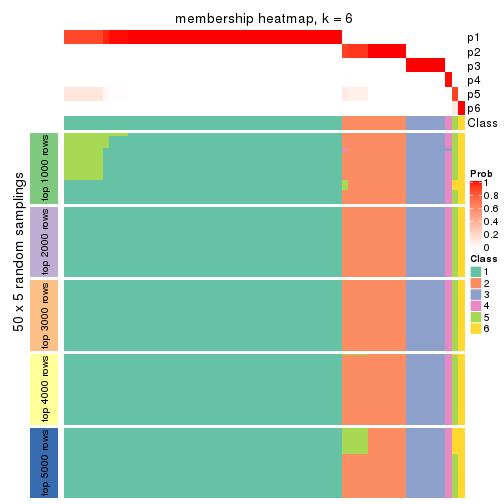 membership heatmap, k = 6
p1
p2
p3
p4
p5
p6
Class
50 x 5 random samplings
top 1000 rows
top 2000 rows
top 3000 rows
top 4000 rows
top 5000 rows
Prob
1
0.8
0.6
0.4
0.2
0
Class
1
2
3
4
5
6